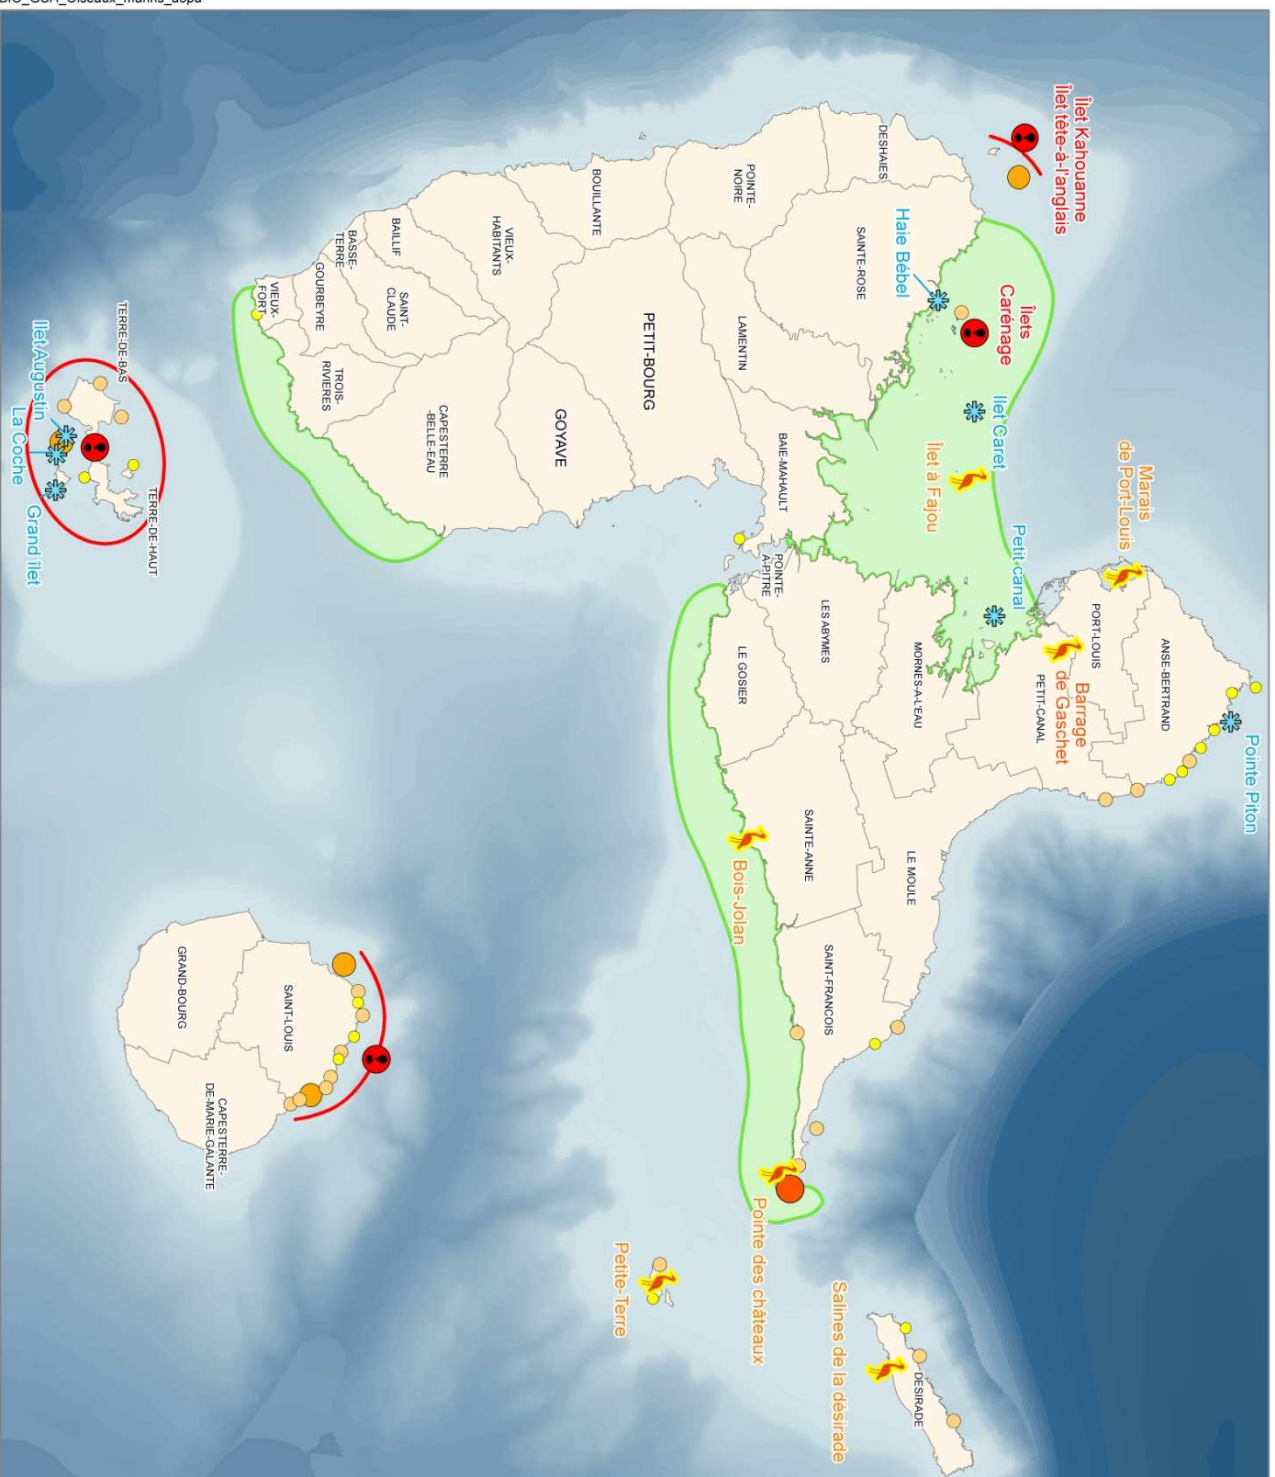 Pointe Piton
ANSE-BERTRAND
Marais
de Port-Louis
PORT-LOUIS
Barrage
de Gaschet
PETIT-CANAL
Îlet Kahouanne
Îlet tête-à-l'anglais
Îlets
Carénage
Ilet Caret
Petit canal
Îlet à Fajou
Haie Bébel
DESHAIES
SAINTE-ROSE
MORNES-A-L'EAU
LE MOULE
DESIRADE
Salines de la désirade
LES ABYMES
SAINTE-ANNE
SAINT-FRANCOIS
POINTE-
NOIRE
LAMENTIN
BAIE-MAHAULT
POINTE-
A-PITRE
LE GOSIER
Bois-Jolan
Pointe des châteaux
PETIT-BOURG
Petite-Terre
BOUILLANTE
GOYAVE
VIEUX-
HABITANTS
CAPESTERRE
-BELLE-EAU
BAILLIF
SAINT-
CLAUDE
BASSE-
TERRE
GOURBEYRE
TROIS-
RIVIERES
VIEUX-
FORT
SAINT-LOUIS
GRAND-BOURG
CAPESTERRE-
DE-MARIE-GALANTE
TERRE-DE-BAS
TERRE-DE-HAUT
Ilet Augustin
La Coche
Grand îlet